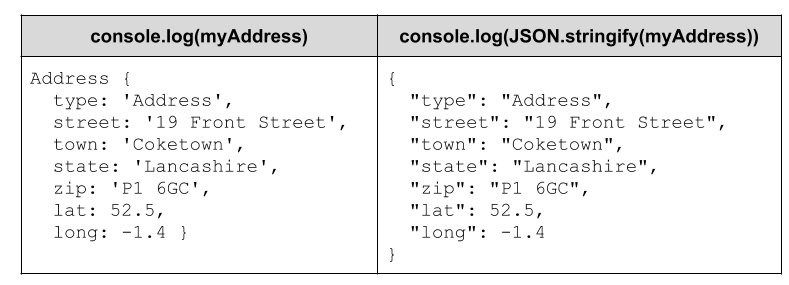 console.log(myAddress)
console.log(JSON.stringify(myAddress))
Address {
  type: 'Address',
  street: '19 Front Street',
  town: 'Coketown',
  state: 'Lancashire',
  zip: 'P1 6GC',
  lat: 52.5,
  long: -1.4 }
{
  "type": "Address",
  "street": "19 Front Street",
  "town": "Coketown",
  "state": "Lancashire",
  "zip": "P1 6GC",
  "lat": 52.5,
  "long": -1.4
}